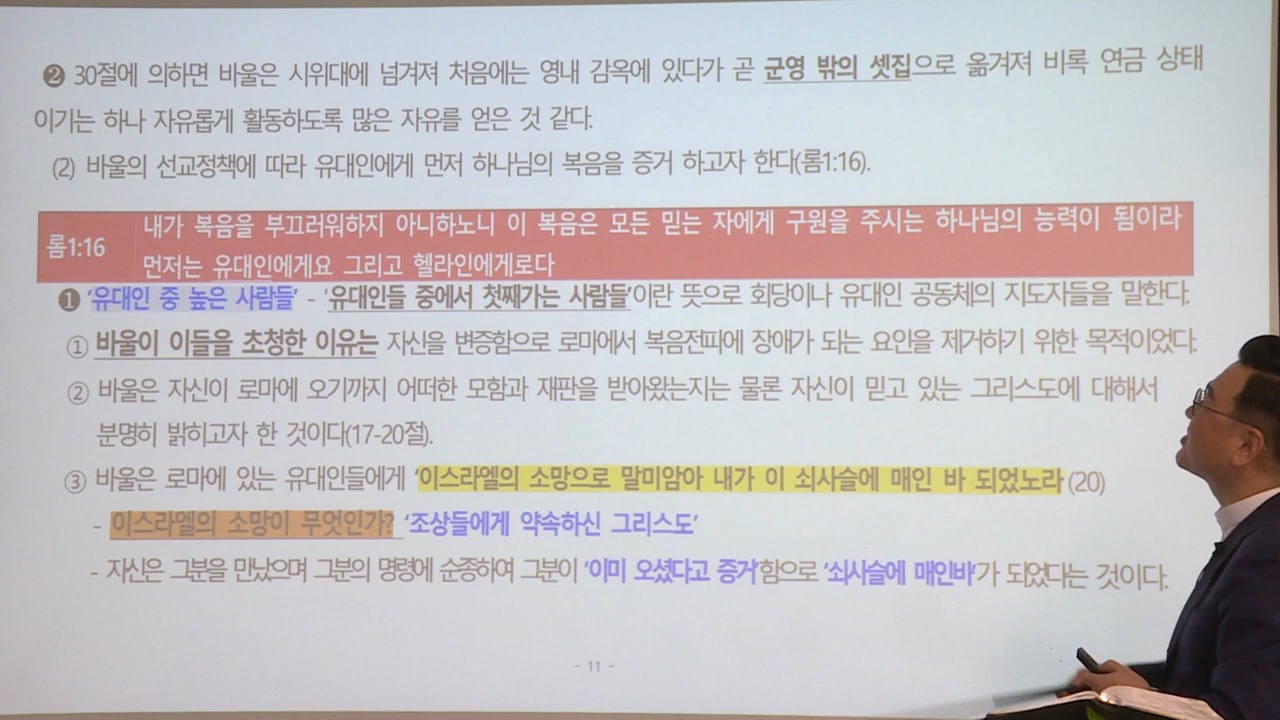 ❷ 30절에 의하면 바울은 시위대에 넘겨져 처음에는 영내 감옥에 있다가 곧 군영 밖의 셋집으로 옮겨져 비록 연금 상태
이기는 하나 자유롭게 활동하도록 많은 자유를 얻은 것 같다.
(2) 바울의 선교정책에 따라 유대인에게 먼저 하나님의 복음을 증거 하고자 한다(롬1:16).
롬1:16
내가 복음을 부끄러워하지 아니하노니 이 복음은 모든 믿는 자에게 구원을 주시는 하나님의 능력이 됨이라
먼저는 유대인에게요 그리고 헬라인에게로다
❶ '유대인 중 높은 사람들' - '유대인들 중에서 첫째가는 사람들'이란 뜻으로 회당이나 유대인 공동체의 지도자들을 말한다.
① 바울이 이들을 초청한 이유는 자신을 변증함으로 로마에서 복음전파에 장애가 되는 요인을 제거하기 위한 목적이었다.
② 바울은 자신이 로마에 오기까지 어떠한 모함과 재판을 받아왔는지는 물론 자신이 믿고 있는 그리스도에 대해서
분명히 밝히고자 한 것이다(17-20절).
③ 바울은 로마에 있는 유대인들에게 '이스라엘의 소망으로 말미암아 내가 이 쇠사슬에 매인 바 되었노라 (20)
- 이스라엘의 소망이 무엇인가? '조상들에게 약속하신 그리스도'
- 자신은 그분을 만났으며 그분의 명령에 순종하여 그분이 '이미 오셨다고 증거'함으로 '쇠사슬에 매인바'가 되었다는 것이다.
- 11 -